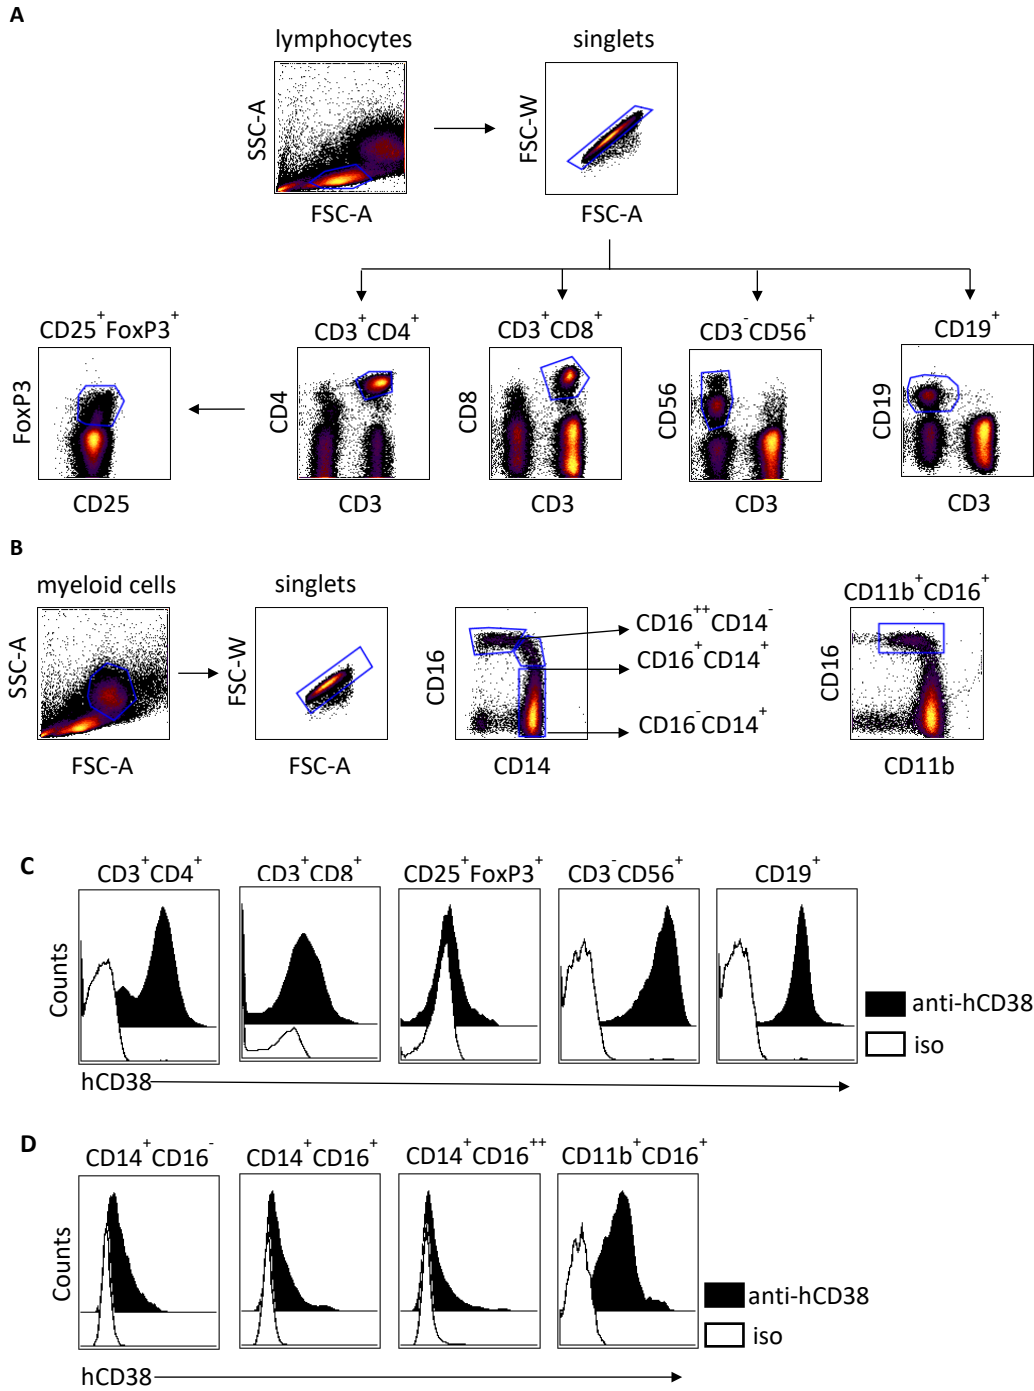 A
lymphocytes
singlets
SSC-A
FSC-W
FSC-A
FSC-A
CD25+FoxP3+
CD3+CD4+
CD3+CD8+
CD3-CD56+
CD19+
FoxP3
CD4
CD8
CD56
CD19
CD25
CD3
CD3
CD3
CD3
B
myeloid cells
singlets
CD11b+CD16+
SSC-A
FSC-W
CD16
CD16++CD14-
CD16+CD14+
CD16-CD14+
CD16
FSC-A
FSC-A
CD14
CD11b
C
CD3+CD4+
CD3+CD8+
CD25+FoxP3+
CD3-CD56+
CD19+
Counts
anti-hCD38
iso
hCD38
D
CD14+CD16-
CD14+CD16+
CD14+CD16++
CD11b+CD16+
Counts
anti-hCD38
iso
hCD38